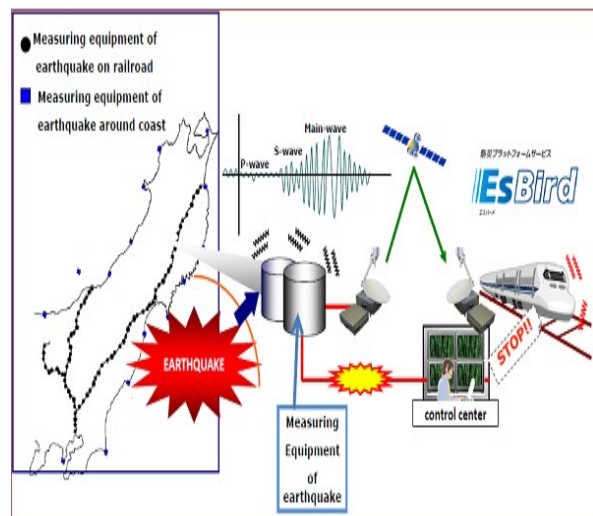 Measuring equipment of
earthquake on railroad
Measuring equipment of
earthquake around coast
Main-wave
S-wave
P-wave
防災プラットフォームサービス
EsBird
エスバード
EARTHQUAKE
STOP!!
control center
Measuring
Equipment
of
earthquake